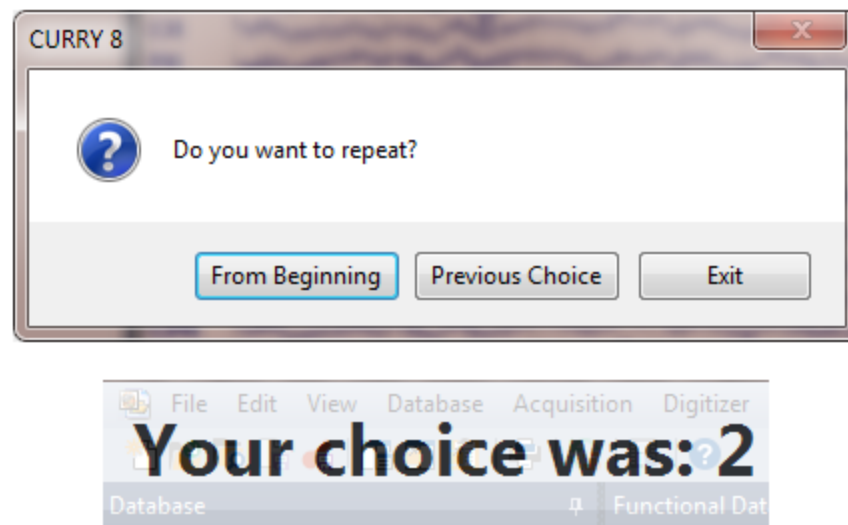 CURRY 8
Do you want to repeat?
From Beginning Previous Choice Exit
File Edit View Database Acquisition Digitizer
Your choice was: 2
Database Functional Dat